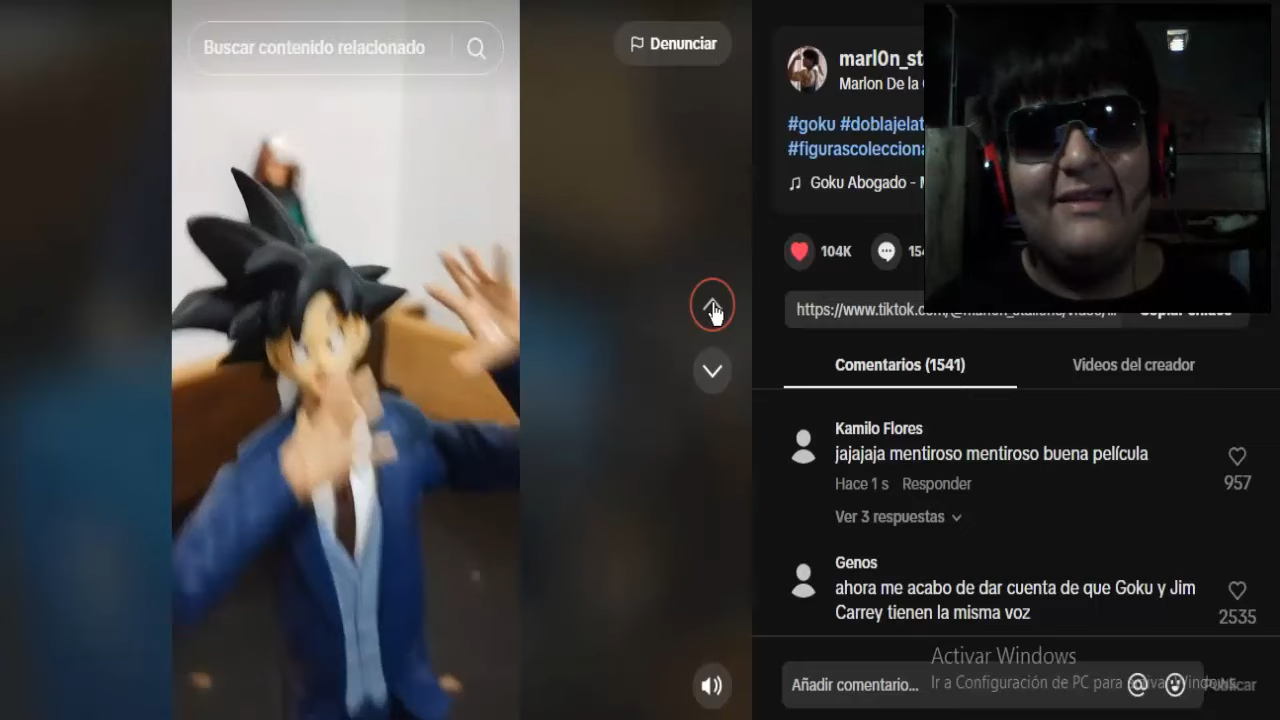 Buscar contenido relacionado
Denunciar
marl0n_st
Marlon De la
#goku #doblajelat
#figurascolecciona
Goku Abogado -
104K
154
https://www.tiktok.com/
Comentarios (1541)
Videos del creador
Kamilo Flores
jajajaja mentiroso mentiroso buena película
957
Hace 1 s Responder
Ver 3 respuestas
Genos
ahora me acabo de dar cuenta de que Goku y Jim
Carrey tienen la misma voz
2535
Activar Windows
Añadir comentario...
Ir a Configuración de PC para